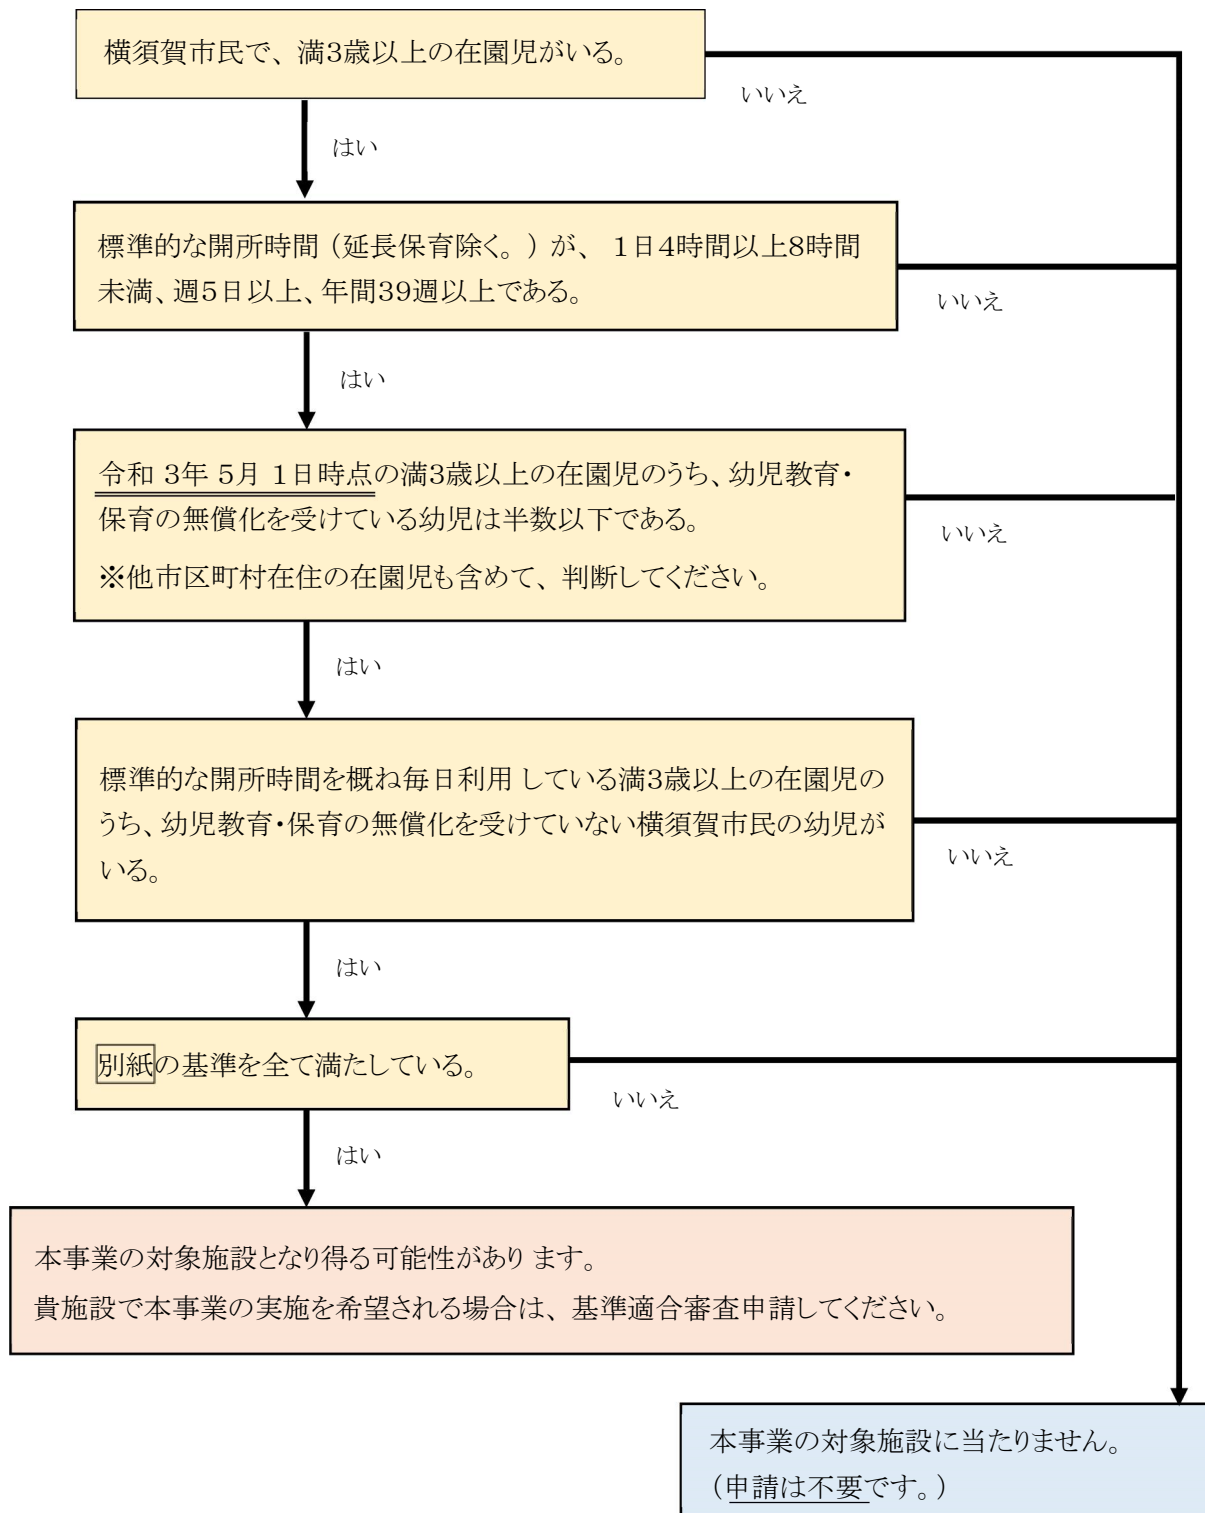 横須賀市民で、満3歳以上の在園児がいる。
いいえ
はい
標準的な開所時間（延長保育除く。）が、 1日4時間以上8時間
未満、週5日以上、年間39週以上である。
いいえ
はい
令和 3年 5月 1日時点の満3歳以上の在園児のうち、幼児教育・
保育の無償化を受けている幼児は半数以下である。
※他市区町村在住の在園児も含めて、判断してください。
いいえ
はい
標準的な開所時間を概ね毎日利用している満3歳以上の在園児の
うち、幼児教育・保育の無償化を受けていない横須賀市民の幼児が
いる。
いいえ
はい
別紙の基準を全て満たしている。
いいえ
はい
本事業の対象施設となり得る可能性があります。
貴施設で本事業の実施を希望される場合は、基準適合審査申請してください。
本事業の対象施設に当たりません。
（申請は不要です。）